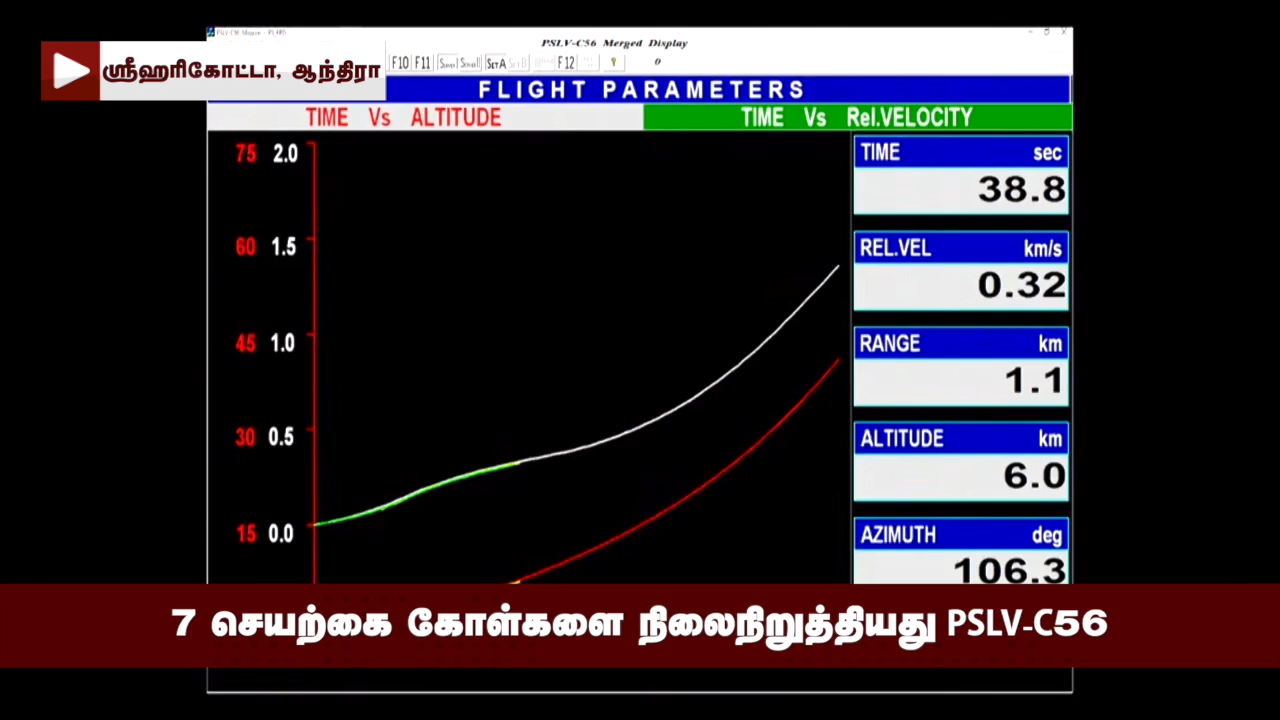 PSLV-C56 Merged Display
ஸ்ரீஹரிகோட்டா, ஆந்திரா
F10 F11 SETA F12 0
FLIGHT PARAMETERS
TIME Vs ALTITUDE TIME Vs Rel.VELOCITY
75 2.0
60 1.5
45 1.0
30 0.5
15 0.0
TIME sec
38.8
REL.VEL km/s
0.32
RANGE km
1.1
ALTITUDE km
6.0
AZIMUTH deg
106.3
7 செயற்கை கோள்களை நிலைநிறுத்தியது PSLV-C56